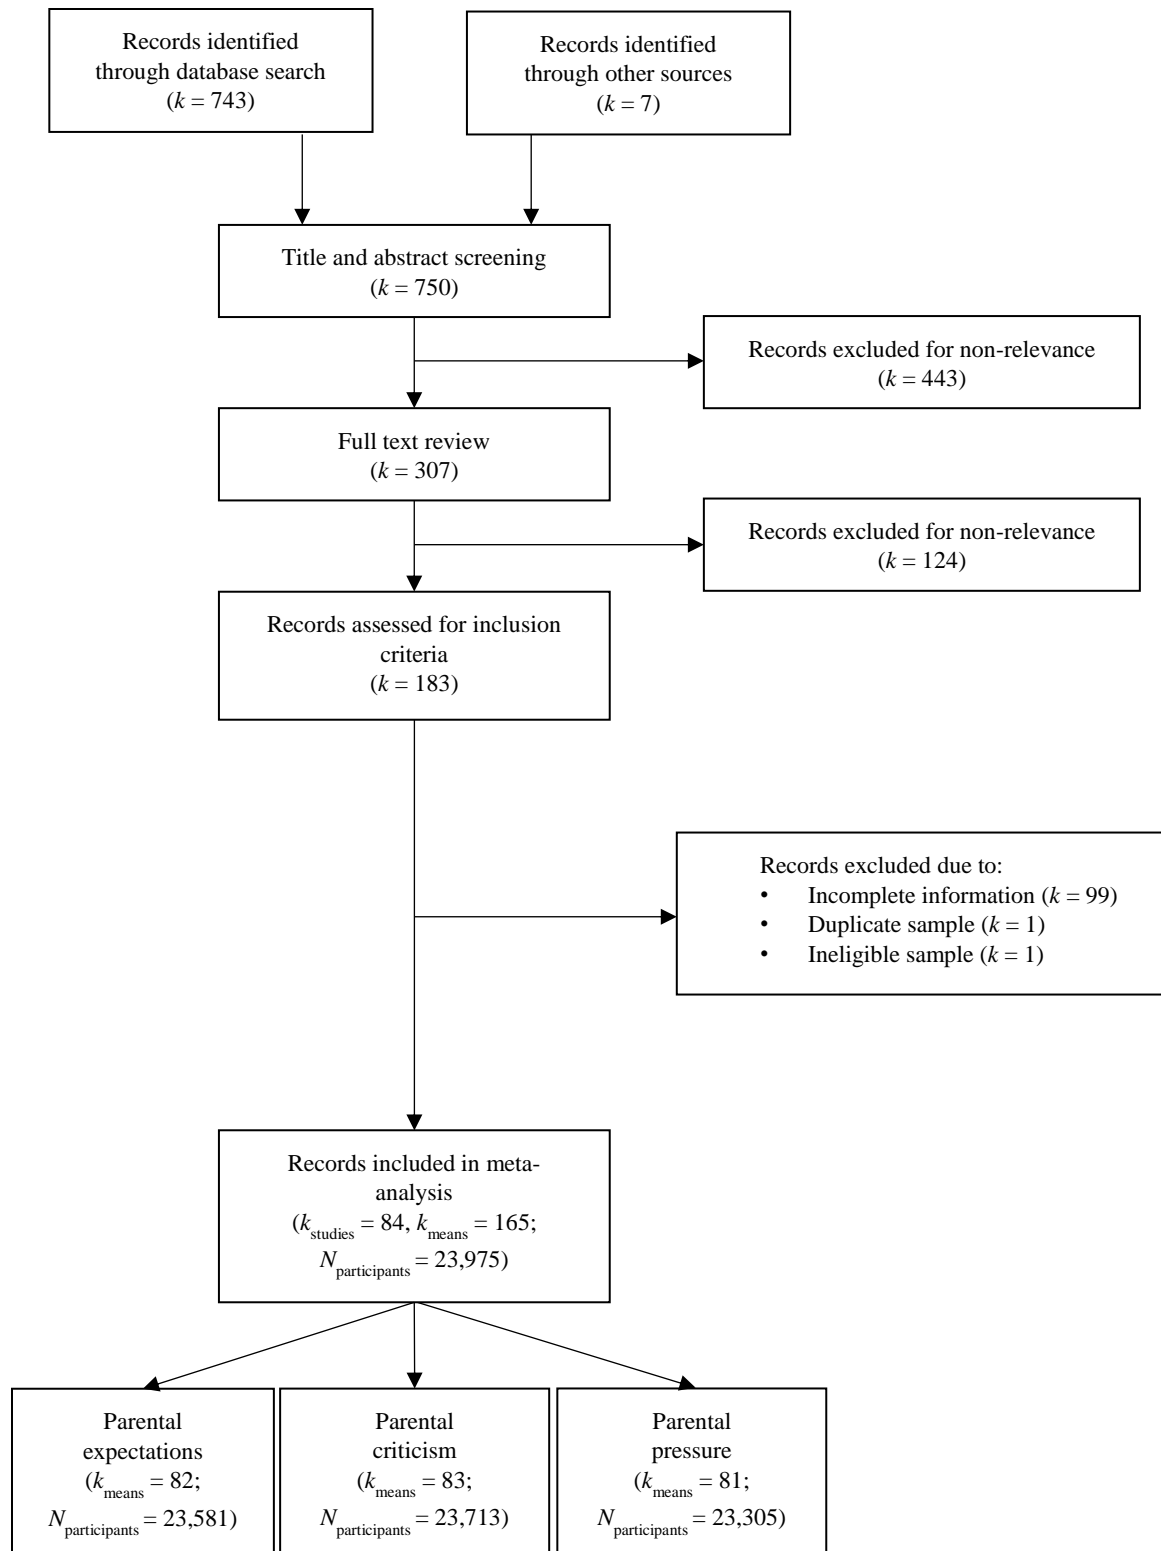 Records identified
through database search
(k = 743)
Records identified
through other sources
(k = 7)
Title and abstract screening
(k = 750)
Records excluded for non-relevance
(k = 443)
Full text review
(k = 307)
Records excluded for non-relevance
(k = 124)
Records assessed for inclusion
criteria
(k = 183)
Records excluded due to:
• Incomplete information (k = 99)
• Duplicate sample (k = 1)
• Ineligible sample (k = 1)
Records included in meta-
analysis
(kstudies = 84, kmeans = 165;
Nparticipants = 23,975)
Parental
expectations
(kmeans = 82;
Nparticipants = 23,581)
Parental
criticism
(kmeans = 83;
Nparticipants = 23,713)
Parental
pressure
(kmeans = 81;
Nparticipants = 23,305)